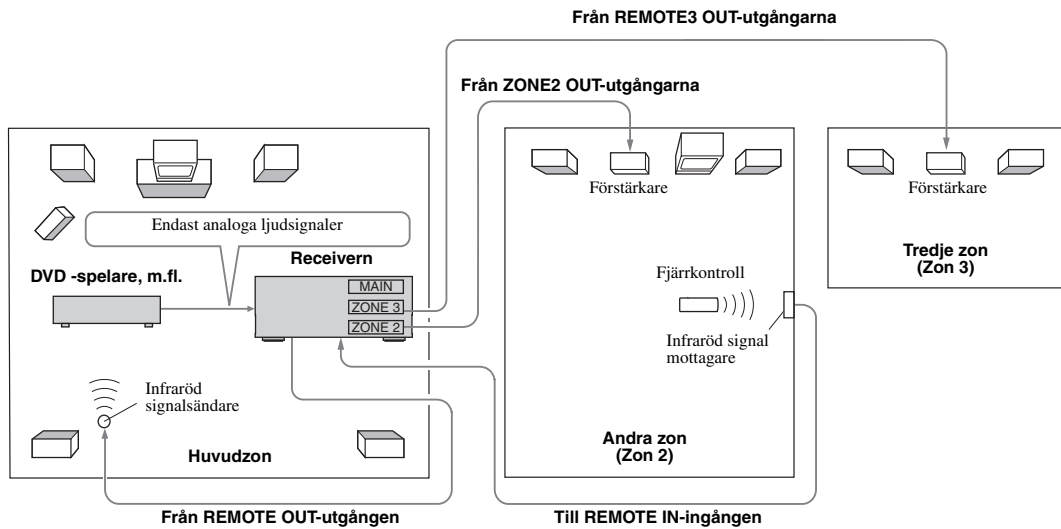 Från REMOTE3 OUT-utgångarna
Från ZONE2 OUT-utgångarna
Endast analoga ljudsignaler
DVD -spelare, m.fl.
Receivern
MAIN
ZONE 3
ZONE 2
Infraröd
signalsändare
Huvudzon
Från REMOTE OUT-utgången
Förstärkare
Fjärrkontroll
Infraröd signal
mottagare
Andra zon
(Zon 2)
Till REMOTE IN-ingången
Förstärkare
Tredje zon
(Zon 3)